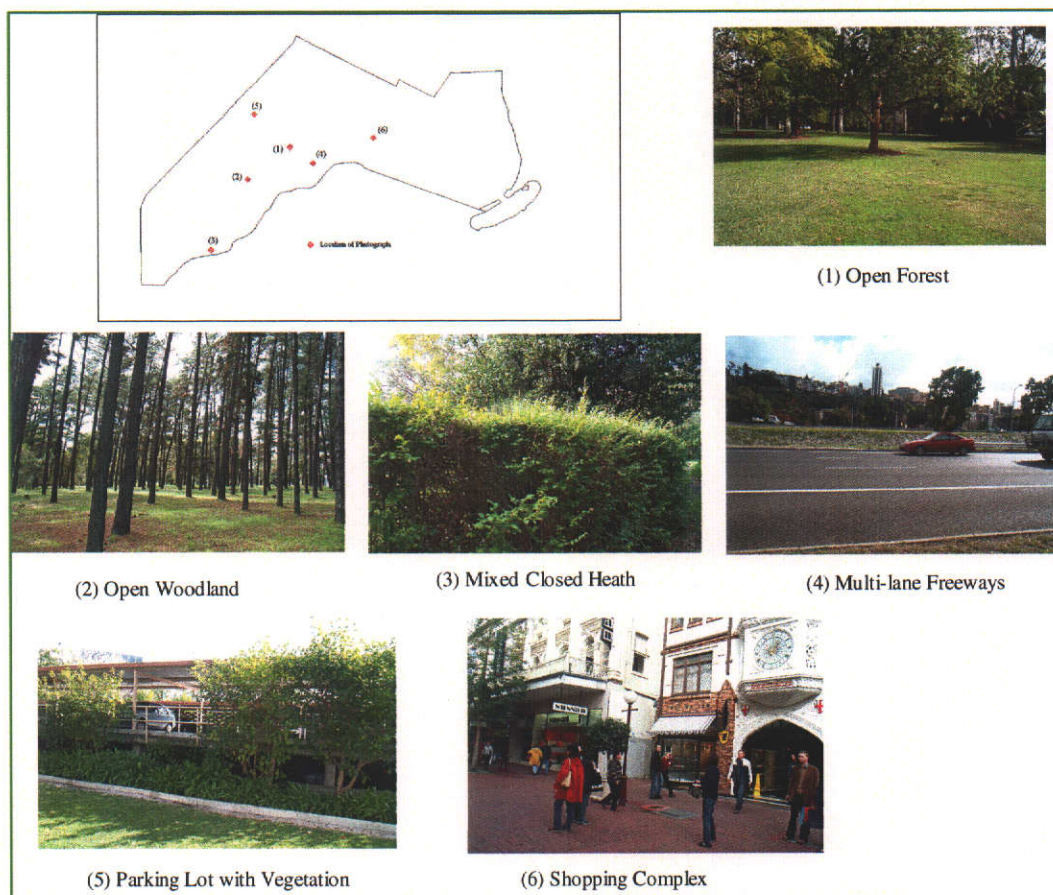 (5)
(6)
(1)
(4)
(2)
(3)
Location of Photograph
(1) Open Forest
(2) Open Woodland
(3) Mixed Closed Heath
(4) Multi-lane Freeways
(5) Parking Lot with Vegetation
(6) Shopping Complex